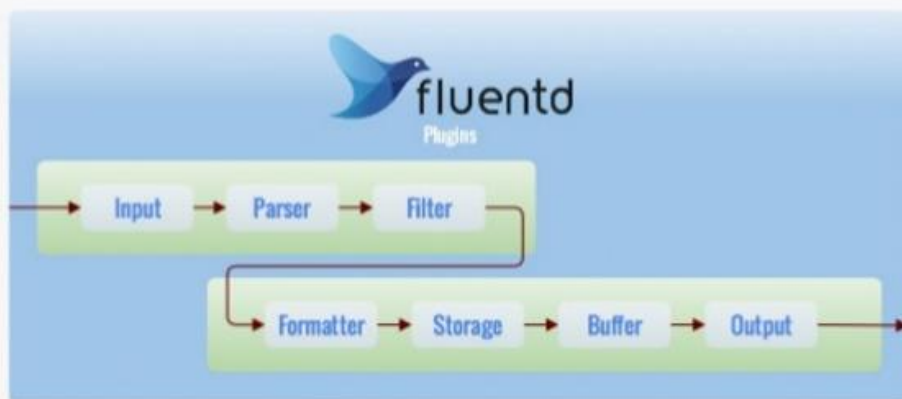 fluentd
Plugins
Input Parser Filter
Formatter Storage Buffer Output